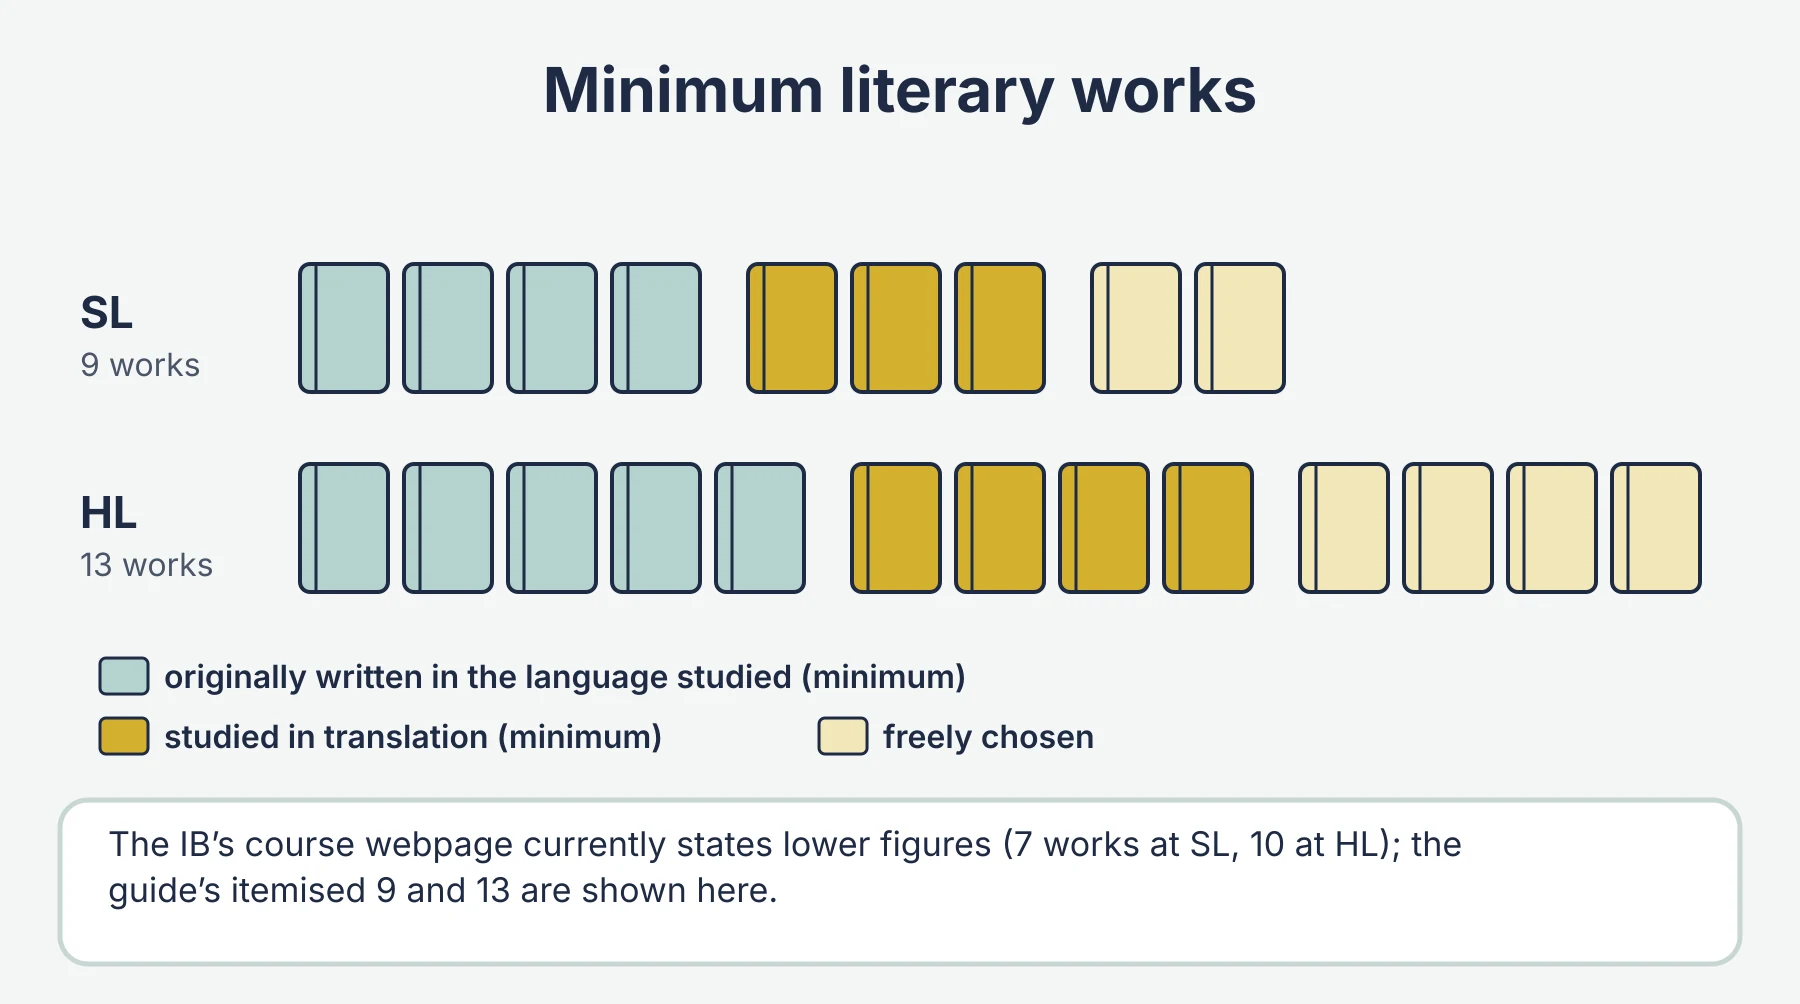 Minimum literary works
SL
9 works
HL
13 works
originally written in the language studied (minimum)
studied in translation (minimum)
freely chosen
The IB’s course webpage currently states lower figures (7 works at SL, 10 at HL); the
guide’s itemised 9 and 13 are shown here.